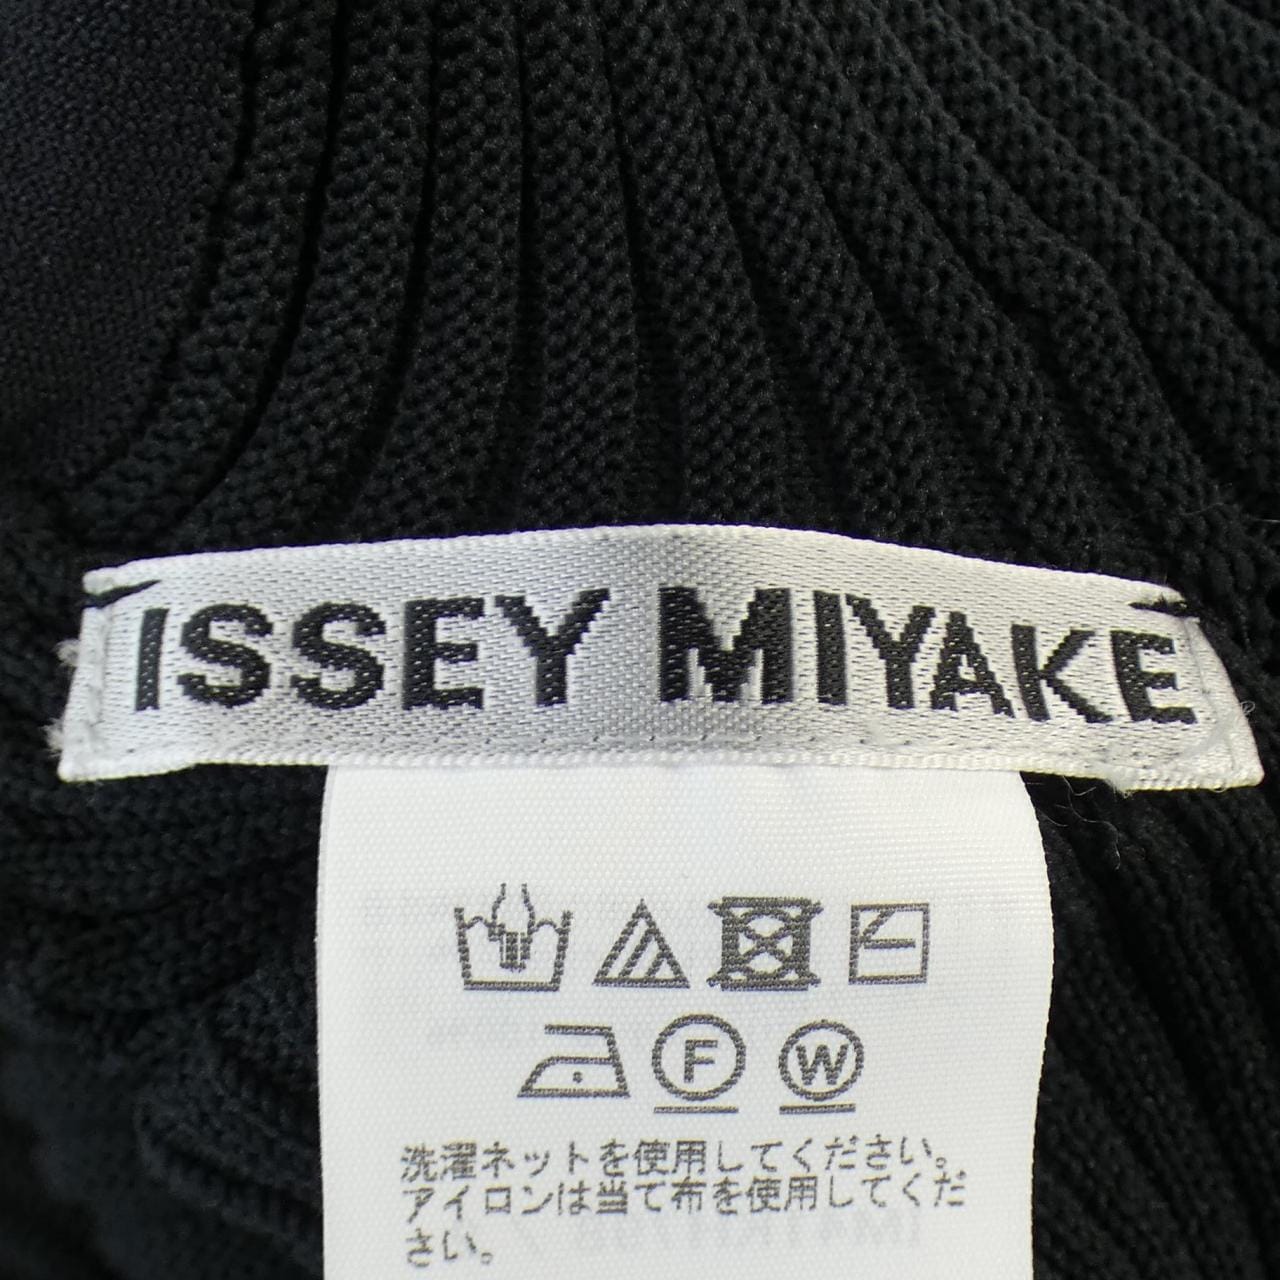 ISSEY MIYAKE
F W
洗濯ネットを使用してください。
アイロンは当て布を使用してくだ
さい。